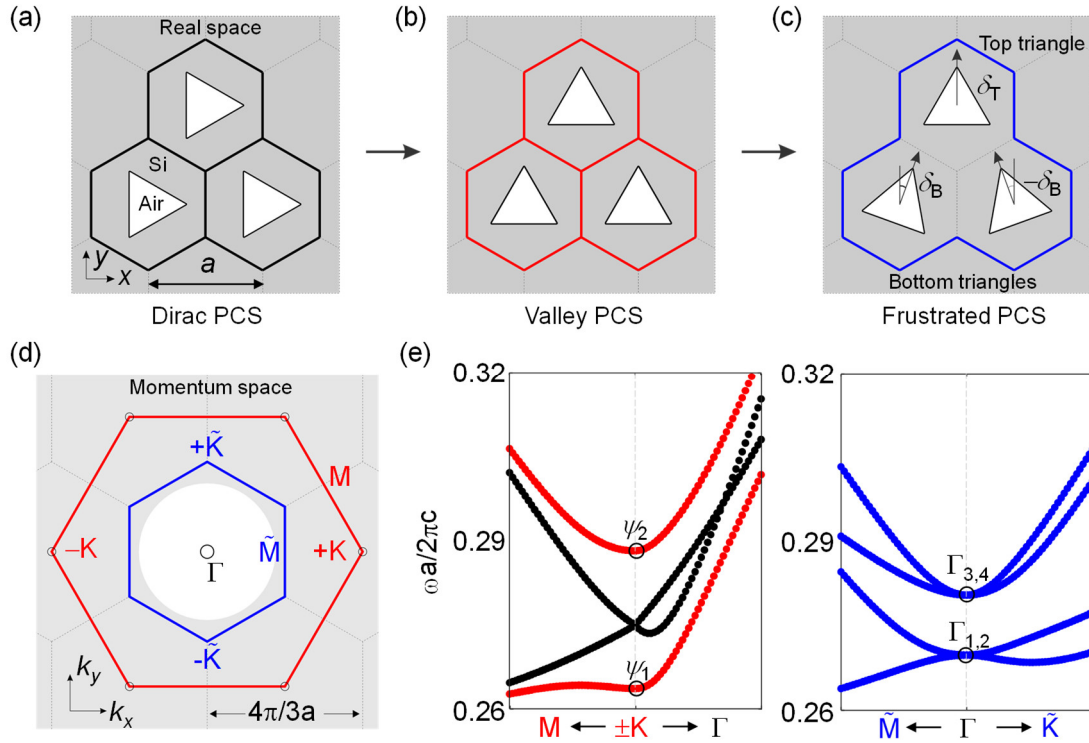 (a)
Real space
Si
Air
y
x
a
Dirac PCS
(b)
Valley PCS
(c)
Top triangle
δT
δB
−δB
Bottom triangles
Frustrated PCS
(d)
Momentum space
+K̃
M
−K
M̃
+K
Γ
-K̃
ky
kx
4π/3a
(e)
ωa/2πc
0.32
0.29
0.26
ψ2
ψ1
M ← ±K → Γ
0.32
0.29
0.26
Γ3,4
Γ1,2
M̃ ← Γ → K̃